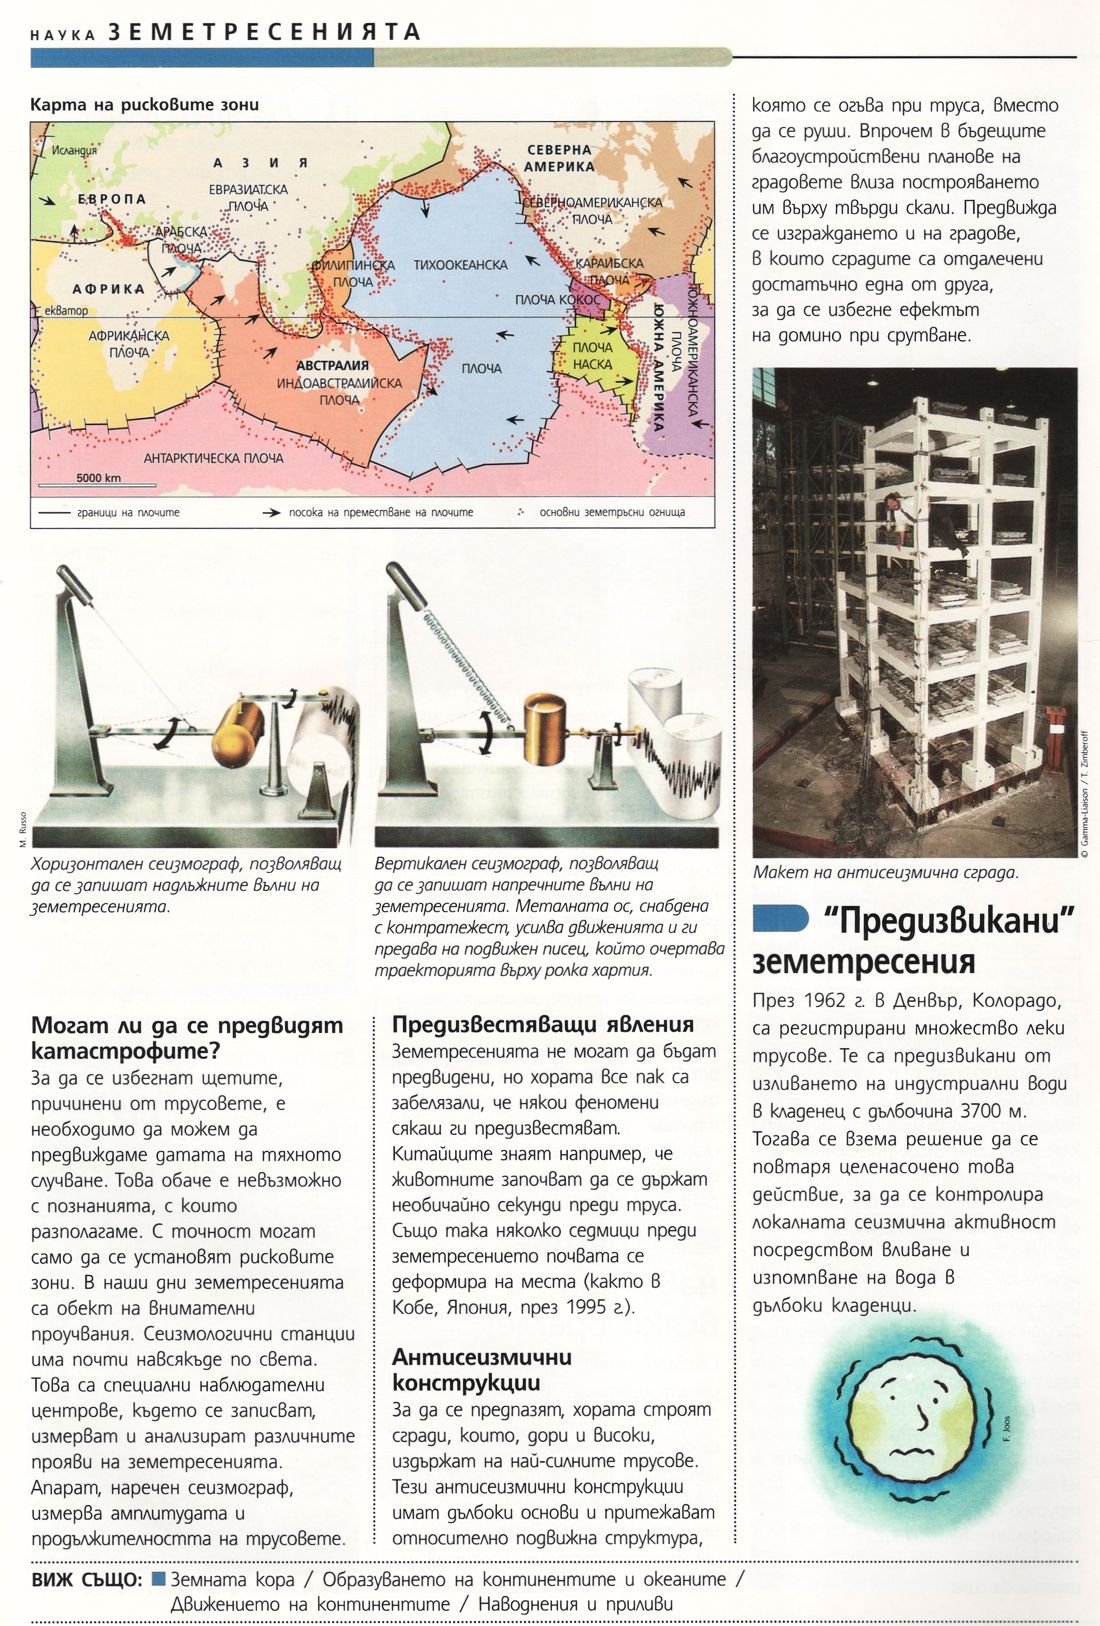 НАУКА ЗЕМЕТРЕСЕНИЯТА
Карта на рисковите зони
Исландия
АЗИЯ
СЕВЕРНА
АМЕРИКА
ЕВРОПА
ЕВРАЗИАТСКА
ПЛОЧА
СЕВЕРНОАМЕРИКАНСКА
ПЛОЧА
АРАБСКА
ПЛОЧА
ФИЛИПИНСКА
ПЛОЧА
ТИХООКЕАНСКА
КАРАИБСКА
ПЛОЧА
АФРИКА
ПЛОЧА КОКОС
екватор
АФРИКАНСКА
ПЛОЧА
АВСТРАЛИЯ
ИНДОАВСТРАЛИЙСКА
ПЛОЧА
ПЛОЧА
ПЛОЧА
НАСКА
ЮЖНА АМЕРИКА
ЮЖНОАМЕРИКАНСКА
ПЛОЧА
АНТАРКТИЧЕСКА ПЛОЧА
5000 km
граници на плочите
посока на преместване на плочите
основни земетръсни огнища
M. Russo
Хоризонтален сеизмограф, позволяващ
да се запишат надлъжните вълни на
земетресенията.
Вертикален сеизмограф, позволяващ
да се запишат напречните вълни на
земетресенията. Металната ос, снабдена
с контратежест, усилва движенията и ги
предава на подвижен писец, който очертава
траекторията върху ролка хартия.
Могат ли да се предвидят
катастрофите?
За да се избегнат щетите,
причинени от трусовете, е
необходимо да можем да
предвиждаме датата на тяхното
случване. Това обаче е невъзможно
с познанията, с които
разполагаме. С точност могат
само да се установят рисковите
зони. В наши дни земетресенията
са обект на внимателни
проучвания. Сеизмологични станции
има почти навсякъде по света.
Това са специални наблюдателни
центрове, където се записват,
измерват и анализират различните
прояви на земетресенията.
Апарат, наречен сеизмограф,
измерва амплитудата и
продължителността на трусовете.
Предизвестяващи явления
Земетресенията не могат да бъдат
предвидени, но хората все пак са
забелязали, че някои феномени
сякаш ги предизвестяват.
Китайците знаят например, че
животните започват да се държат
необичайно секунди преди труса.
Също така няколко седмици преди
земетресението почвата се
деформира на места (както в
Кобе, Япония, през 1995 г.).
Антисеизмични
конструкции
За да се предпазят, хората строят
сгради, които, дори и високи,
издържат на най-силните трусове.
Тези антисеизмични конструкции
имат дълбоки основи и притежават
относително подвижна структура,
която се огъва при труса, вместо
да се руши. Впрочем в бъдещите
благоустройствени планове на
градовете влиза построяването
им върху твърди скали. Предвижда
се изграждането и на градове,
в които сградите са отдалечени
достатъчно една от друга,
за да се избегне ефектът
на домино при срутване.
© Gamma-Liaison / T. Zimberoff
Макет на антисеизмична сграда.
“Предизвикани”
земетресения
През 1962 г. в Денвър, Колорадо,
са регистрирани множество леки
трусове. Те са предизвикани от
изливането на индустриални води
в кладенец с дълбочина 3700 м.
Тогава се взема решение да се
повтаря целенасочено това
действие, за да се контролира
локалната сеизмична активност
посредством вливане и
изпомпване на вода в
дълбоки кладенци.
F. Joos
ВИЖ СЪЩО: Земната кора / Образуването на континентите и океаните /
Движението на континентите / Наводнения и приливи